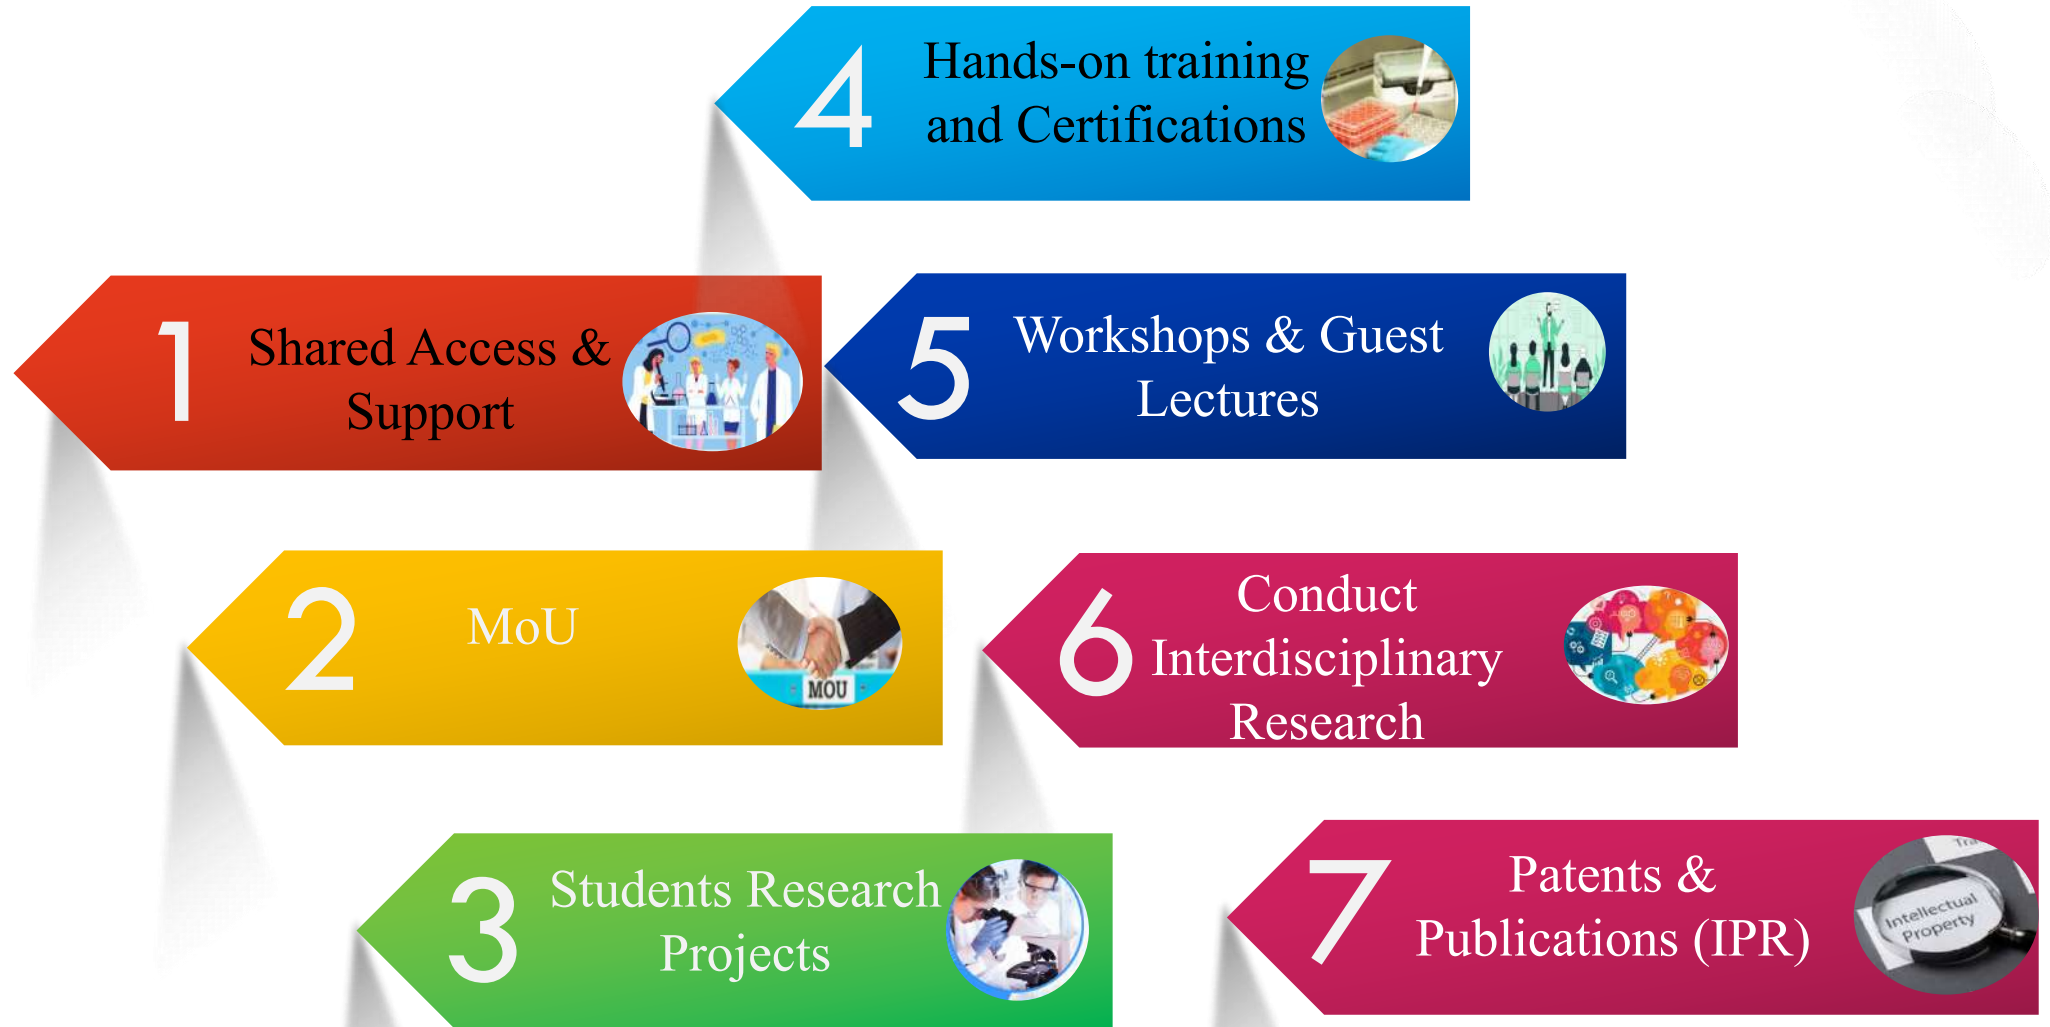 1
Shared Access &
Support
2
MoU
MOU
3
Students Research
Projects
4
Hands-on training
and Certifications
5
Workshops & Guest
Lectures
6
Conduct
Interdisciplinary
Research
7
Patents &
Publications (IPR)
Intellectual
Property